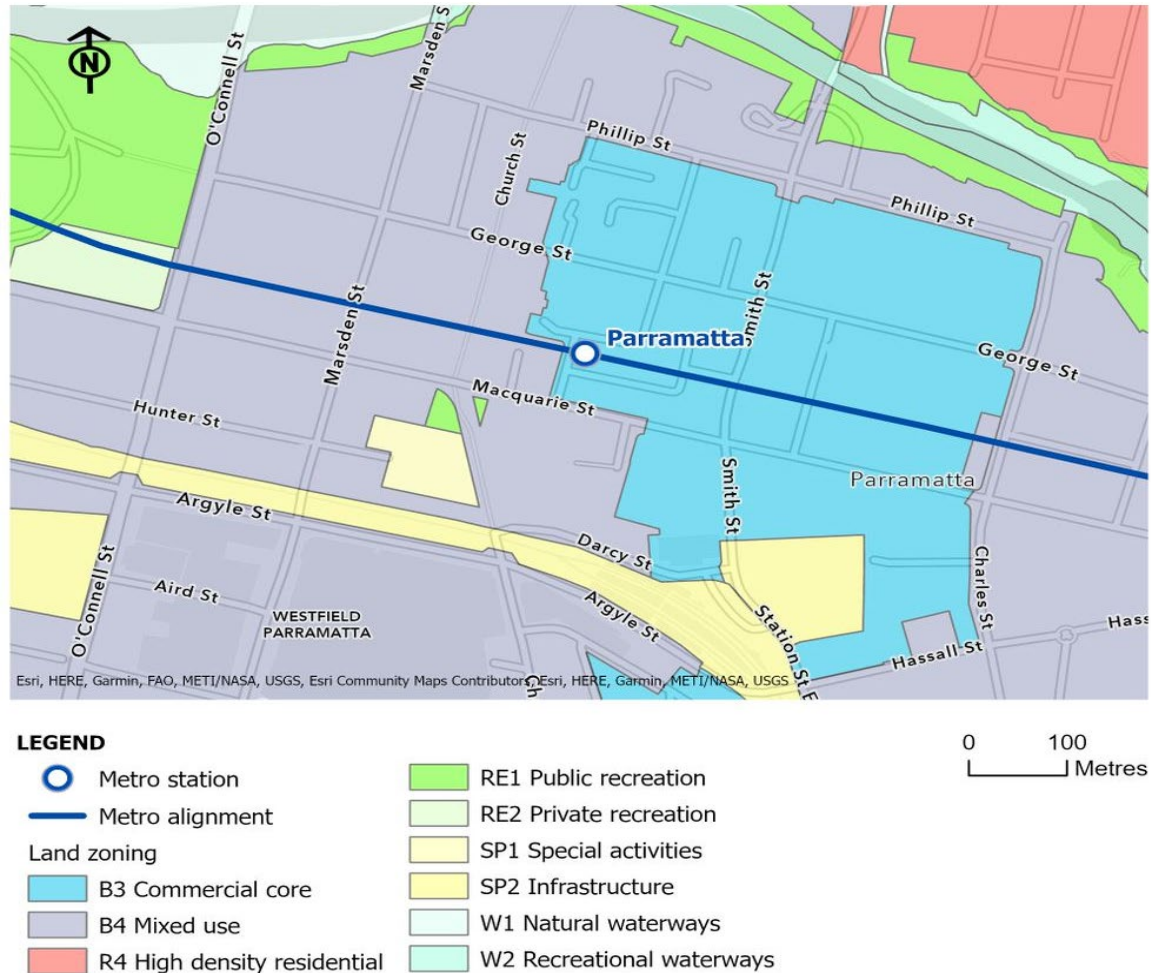 N
O'Connell St
Marsden S
Church St
Phillip St
Phillip St
George St
Smith St
Parramatta
Marsden St
George St
Macquarie St
Hunter St
Parramatta
Smith St
Argyle St
Darcy St
Charles St
Aird St
Argyle St
WESTFIELD
PARRAMATTA
O'Connell St
Station St E
Hassall St
Hass
Ch
Esri, HERE, Garmin, FAO, METI/NASA, USGS, Esri Community Maps Contributors, Esri, HERE, Garmin, METI/NASA, USGS
LEGEND
Metro station
Metro alignment
Land zoning
B3 Commercial core
B4 Mixed use
R4 High density residential
RE1 Public recreation
RE2 Private recreation
SP1 Special activities
SP2 Infrastructure
W1 Natural waterways
W2 Recreational waterways
0 100
Metres